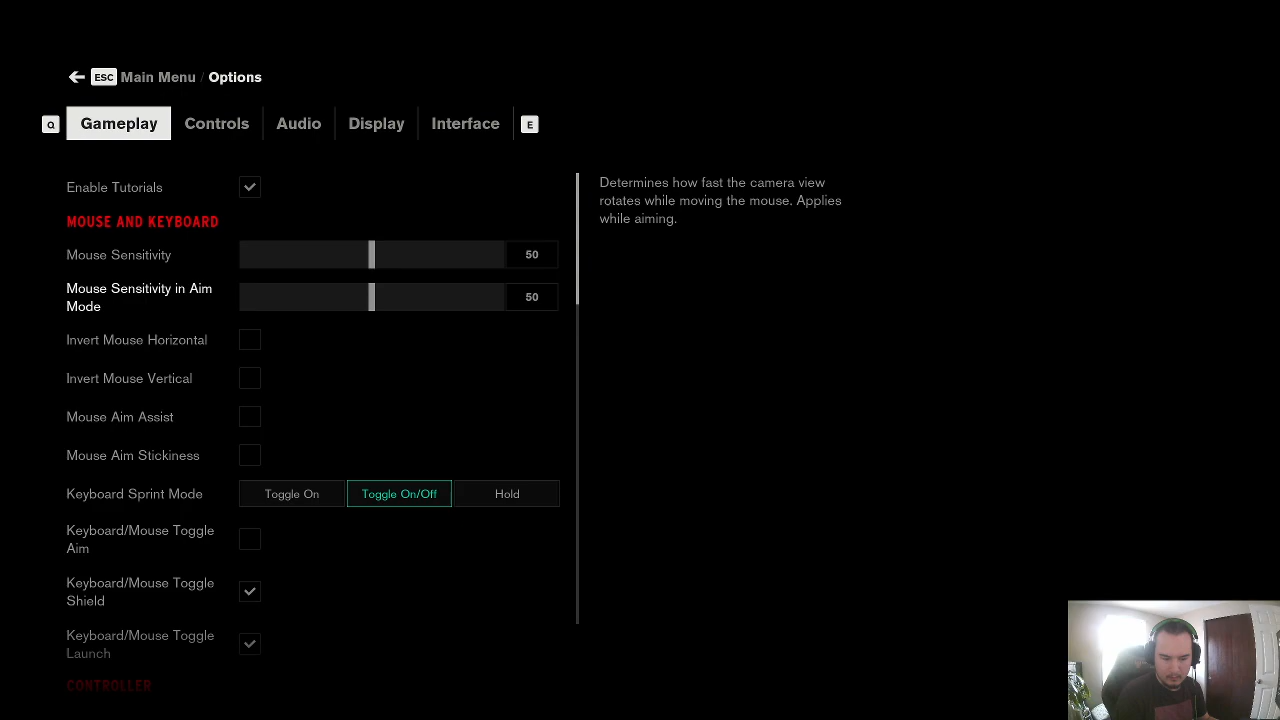 ESC Main Menu / Options
Q Gameplay Controls Audio Display Interface E
Enable Tutorials
Determines how fast the camera view
rotates while moving the mouse. Applies
while aiming.
MOUSE AND KEYBOARD
Mouse Sensitivity 50
Mouse Sensitivity in Aim
Mode 50
Invert Mouse Horizontal
Invert Mouse Vertical
Mouse Aim Assist
Mouse Aim Stickiness
Keyboard Sprint Mode Toggle On Toggle On/Off Hold
Keyboard/Mouse Toggle
Aim
Keyboard/Mouse Toggle
Shield
Keyboard/Mouse Toggle
Launch
CONTROLLER